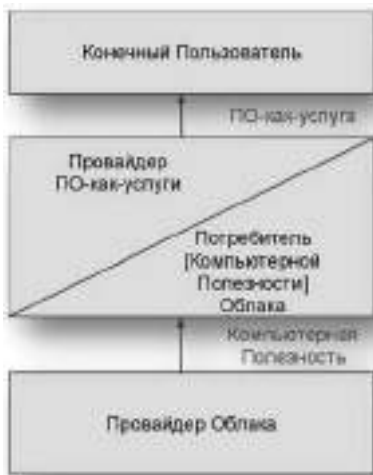 Конечный Пользователь
ПО-как-услуга
Провайдер
ПО-как-услуги
Потребитель
[Компьютерной
Полезности]
Облака
Компьютерная
Полезность
Провайдер Облака